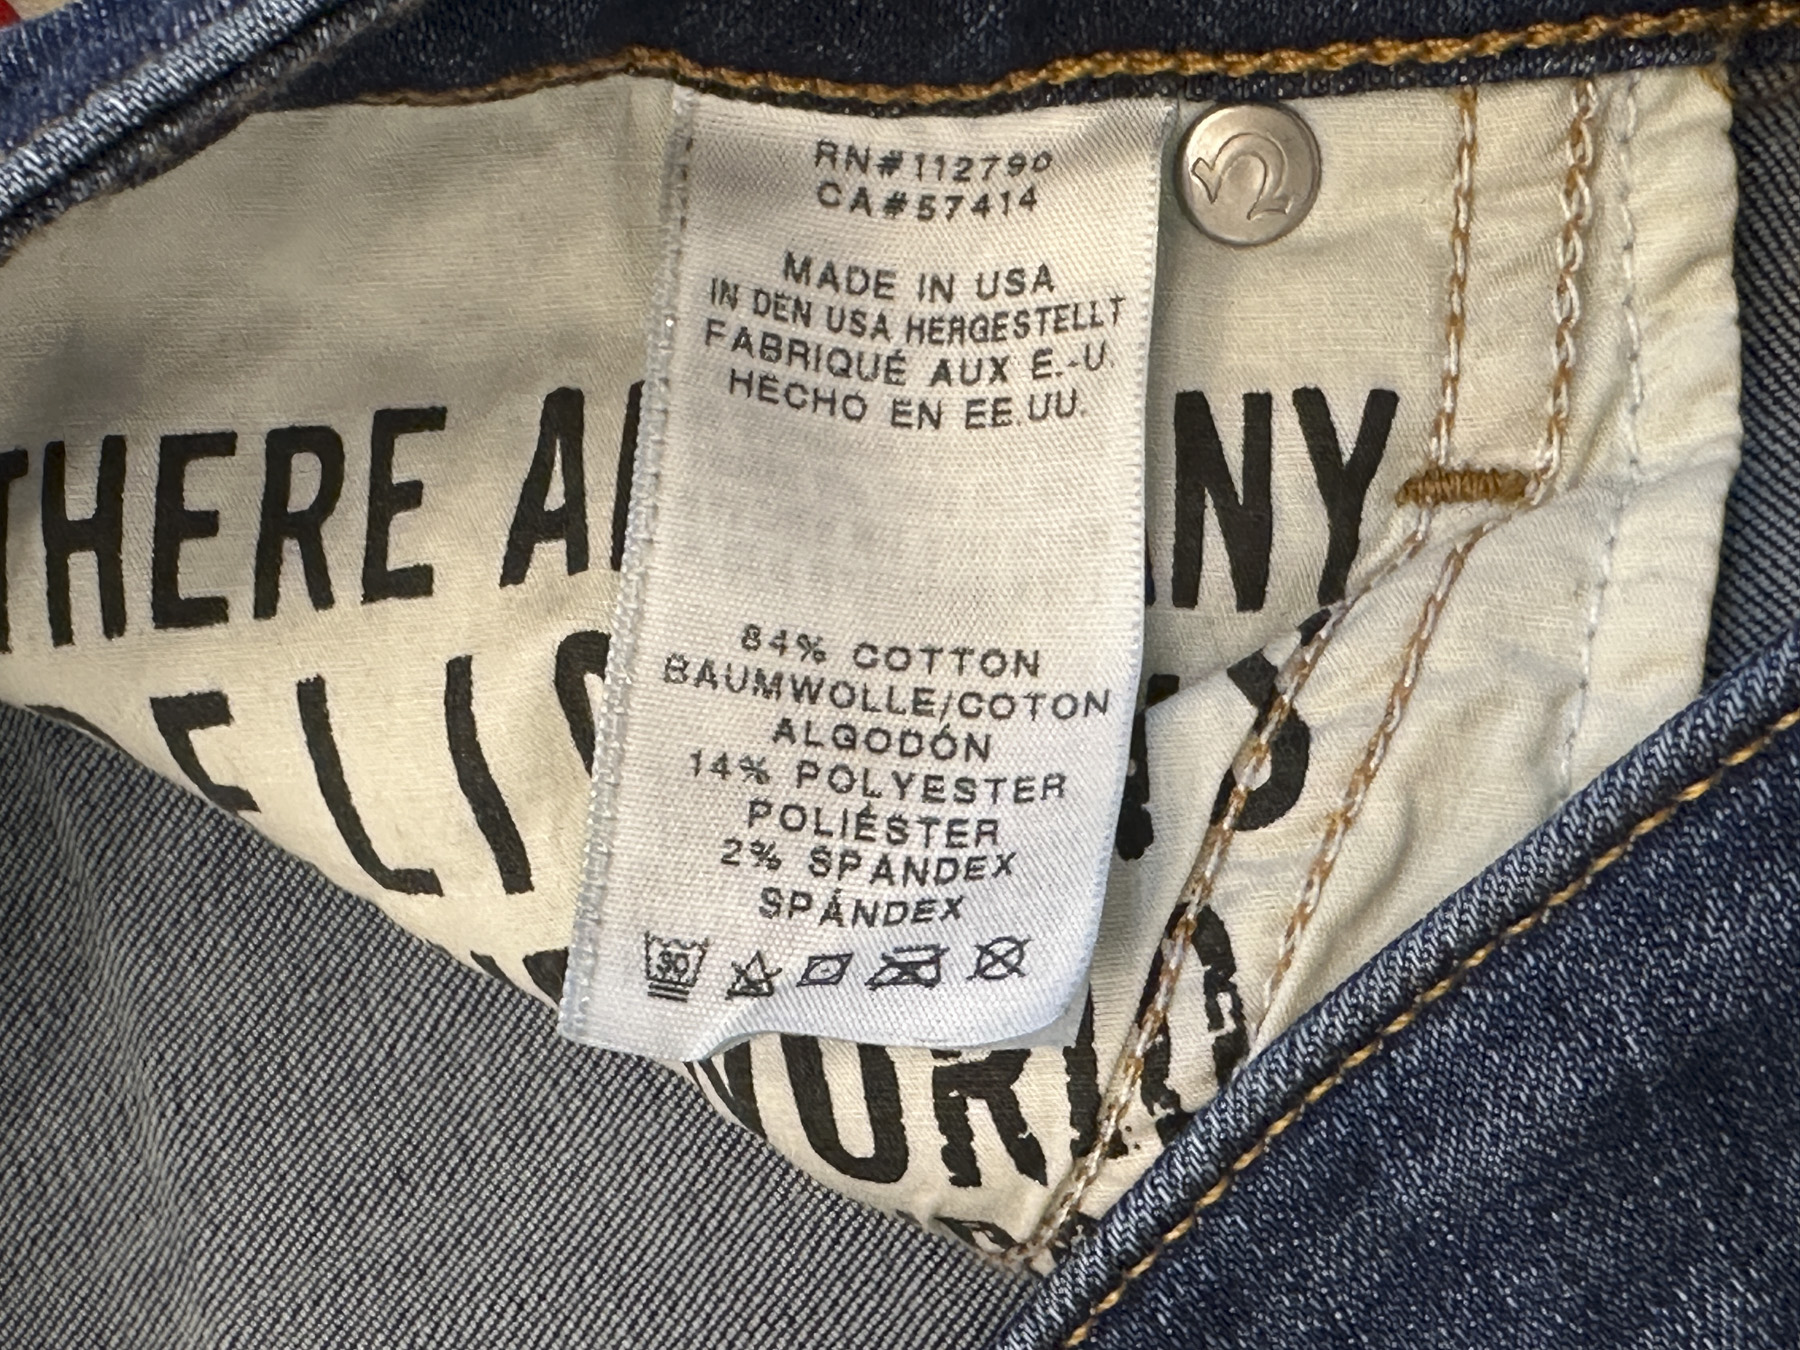 RN#112790
CA#57414
MADE IN USA
IN DEN USA HERGESTELLT
FABRIQUÉ AUX E.-U.
HECHO EN EE.UU.
84% COTTON
BAUMWOLLE/COTON
ALGODÓN
14% POLYESTER
POLIÉSTER
2% SPANDEX
SPÁNDEX
30
THERE